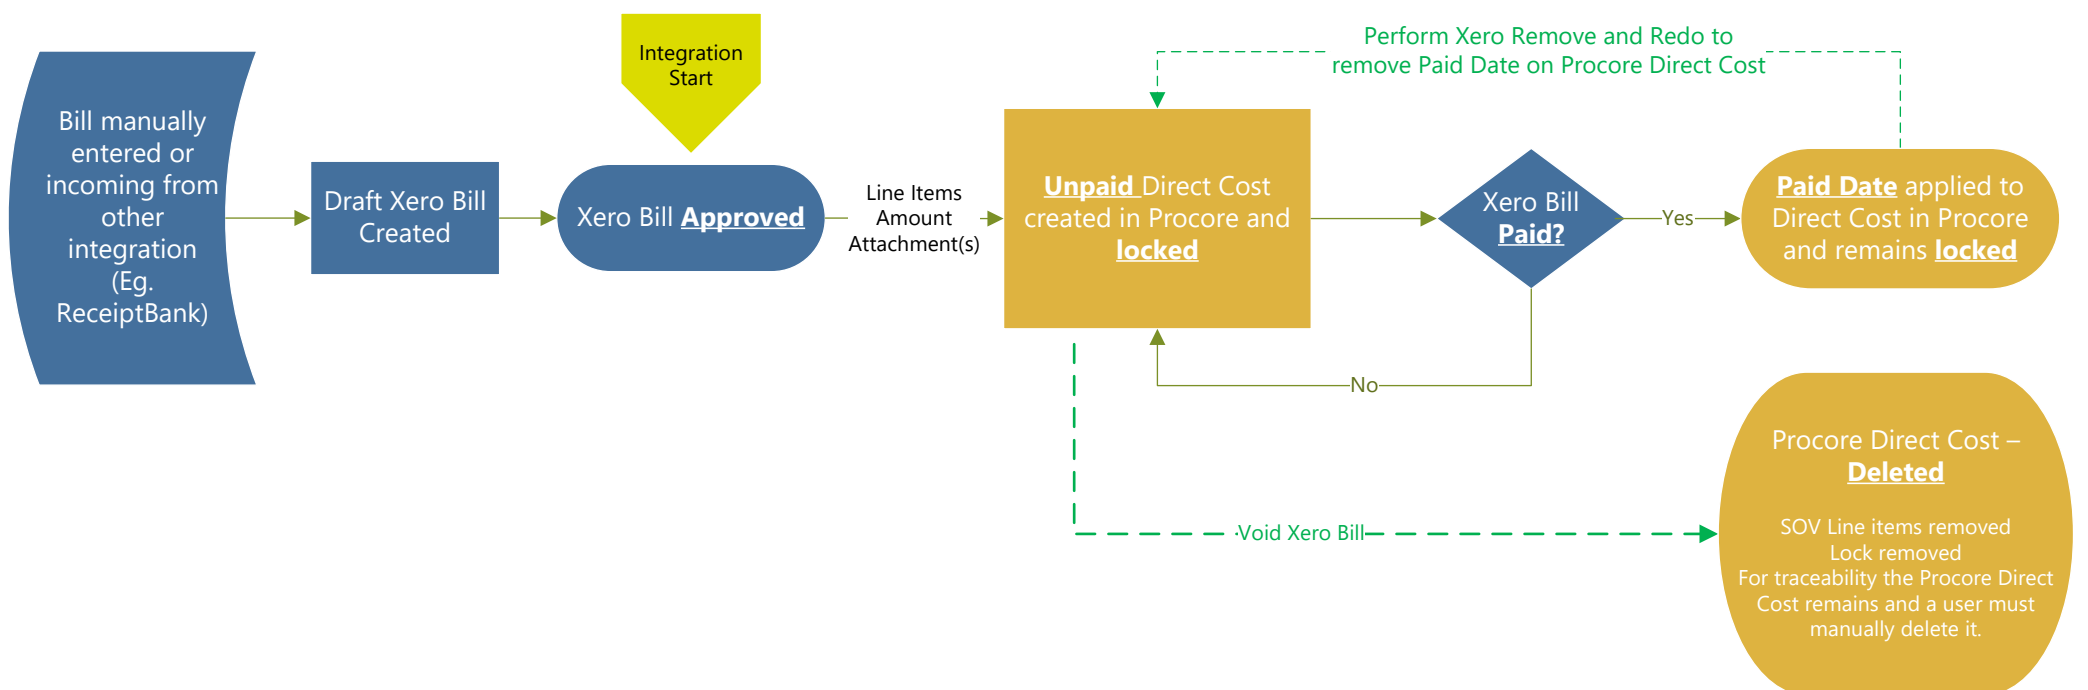 Bill manually
entered or
incoming from
other
integration
(Eg.
ReceiptBank)
Draft Xero Bill
Created
Integration
Start
Xero Bill Approved
Line Items
Amount
Attachment(s)
Unpaid Direct Cost
created in Procore and
locked
Perform Xero Remove and Redo to
remove Paid Date on Procore Direct Cost
Xero Bill
Paid?
Yes
No
Paid Date applied to
Direct Cost in Procore
and remains locked
Void Xero Bill
Procore Direct Cost –
Deleted
SOV Line items removed
Lock removed
For traceability the Procore Direct
Cost remains and a user must
manually delete it.